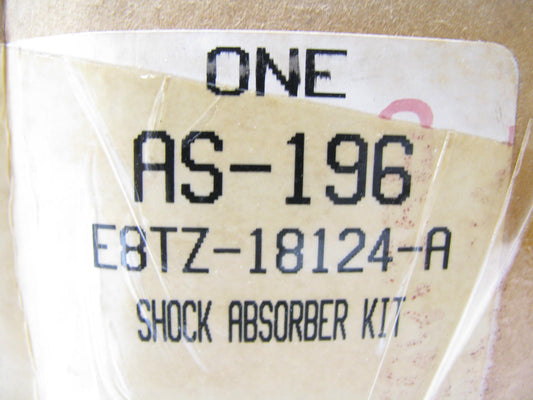 ONE
AS-196
E8TZ-18124-A
SHOCK ABSORBER KIT